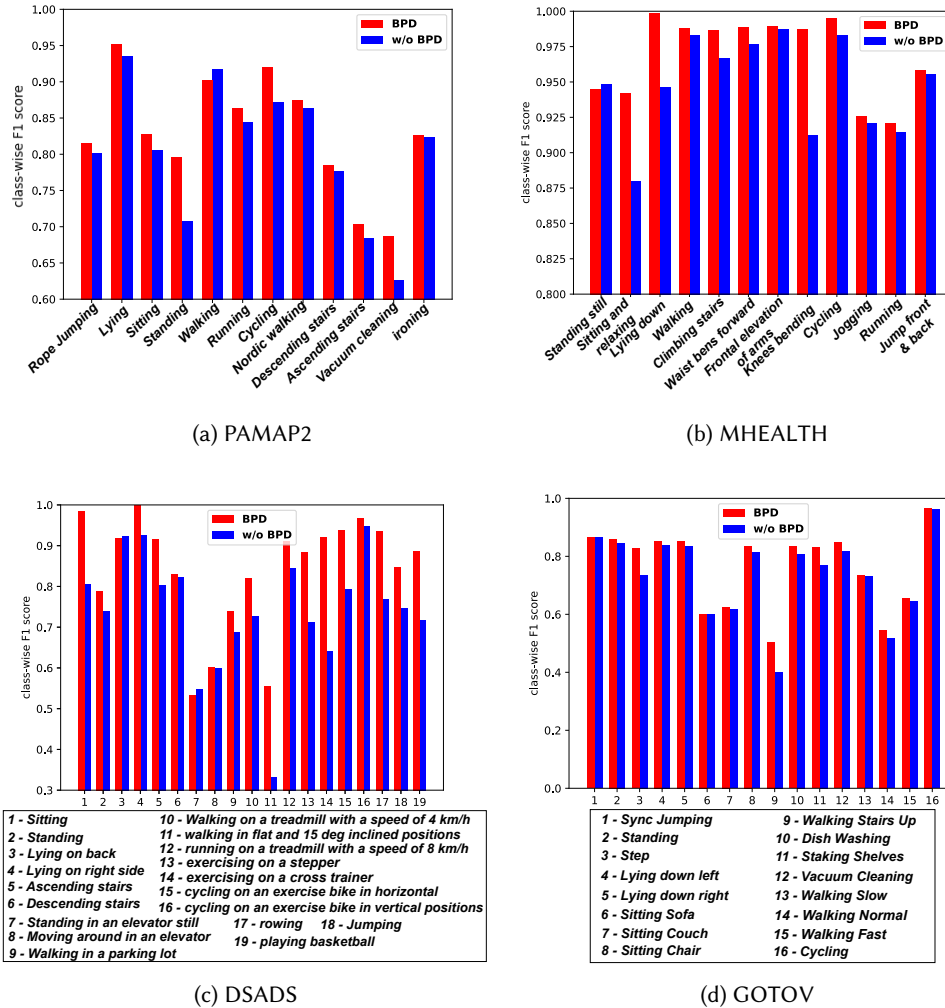 BPD
w/o BPD
class-wise F1 score
0.95
0.90
0.85
0.80
0.75
0.70
0.65
0.60
Rope Jumping
Lying
Sitting
Standing
Walking
Running
Cycling
Nordic walking
Descending stairs
Ascending stairs
Vacuum cleaning
ironing
(a) PAMAP2
BPD
w/o BPD
class-wise F1 score
1.000
0.975
0.950
0.925
0.900
0.875
0.850
0.825
0.800
Standing still
Sitting and
relaxing
Lying down
Walking
Climbing stairs
Waist bens forward
Frontal elevation
of arms
Knees bending
Cycling
Jogging
Running
Jump front
& back
(b) MHEALTH
BPD
w/o BPD
class-wise F1 score
1.0
0.9
0.8
0.7
0.6
0.5
0.4
0.3
1 2 3 4 5 6 7 8 9 10 11 12 13 14 15 16 17 18 19
1 - Sitting
2 - Standing
3 - Lying on back
4 - Lying on right side
5 - Ascending stairs
6 - Descending stairs
7 - Standing in an elevator still
8 - Moving around in an elevator
9 - Walking in a parking lot
10 - Walking on a treadmill with a speed of 4 km/h
11 - walking in flat and 15 deg inclined positions
12 - running on a treadmill with a speed of 8 km/h
13 - exercising on a stepper
14 - exercising on a cross trainer
15 - cycling on an exercise bike in horizontal
16 - cycling on an exercise bike in vertical positions
17 - rowing 18 - Jumping
19 - playing basketball
(c) DSADS
BPD
w/o BPD
class-wise F1 score
1.0
0.8
0.6
0.4
0.2
0.0
1 2 3 4 5 6 7 8 9 10 11 12 13 14 15 16
1 - Sync Jumping
2 - Standing
3 - Step
4 - Lying down left
5 - Lying down right
6 - Sitting Sofa
7 - Sitting Couch
8 - Sitting Chair
9 - Walking Stairs Up
10 - Dish Washing
11 - Staking Shelves
12 - Vacuum Cleaning
13 - Walking Slow
14 - Walking Normal
15 - Walking Fast
16 - Cycling
(d) GOTOV